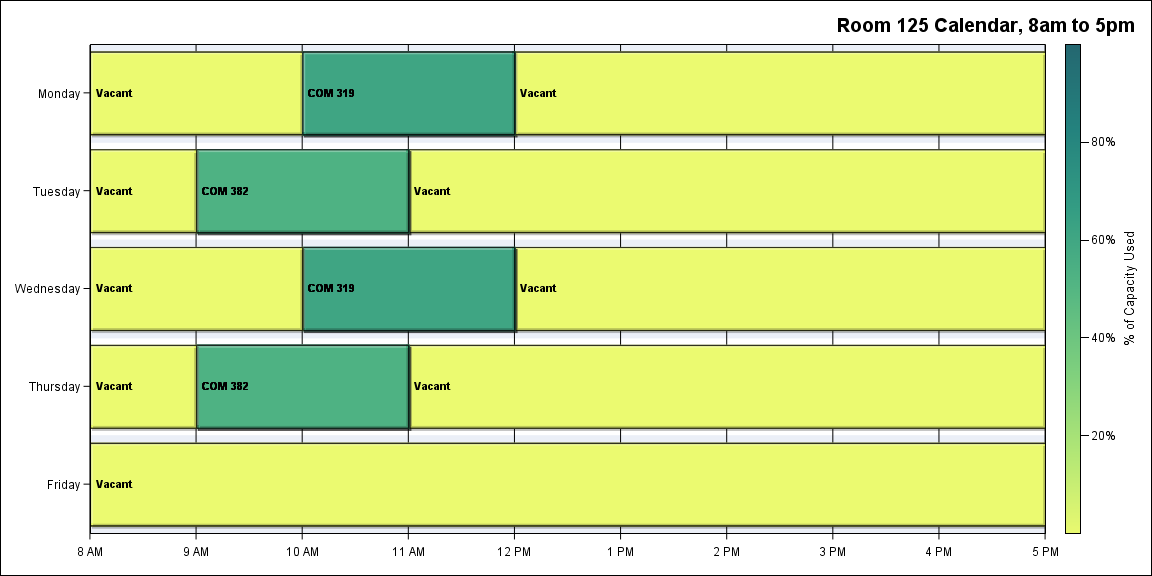 Room 125 Calendar, 8am to 5pm
Monday
Vacant
COM 319
Vacant
Tuesday
Vacant
COM 382
Vacant
Wednesday
Vacant
COM 319
Vacant
Thursday
Vacant
COM 382
Vacant
Friday
Vacant
8 AM
9 AM
10 AM
11 AM
12 PM
1 PM
2 PM
3 PM
4 PM
5 PM
80%
60%
40%
20%
% of Capacity Used